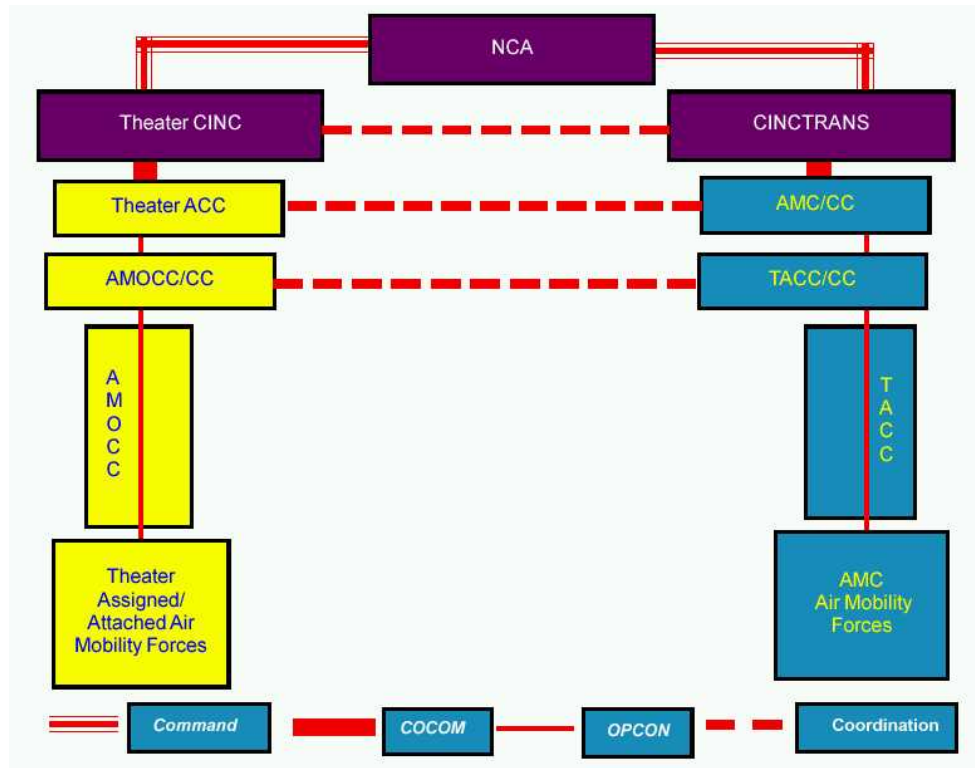 NCA
Theater CINC
CINCTRANS
Theater ACC
AMC/CC
AMOCC/CC
TACC/CC
A
M
O
C
C
T
A
C
C
Theater
Assigned/
Attached Air
Mobility Forces
AMC
Air Mobility
Forces
Command
COCOM
OPCON
Coordination